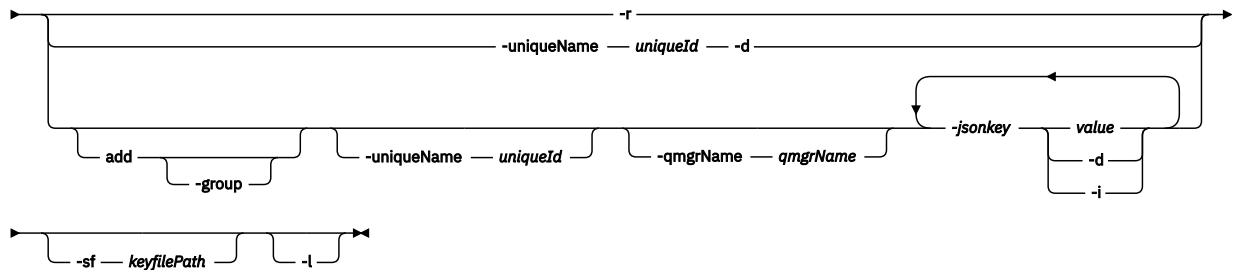 -r
-uniqueName uniqueId -d
add -uniqueName uniqueId -qmgrName qmgrName -jsonkey value
-group -d
-i
-sf keyfilePath -l